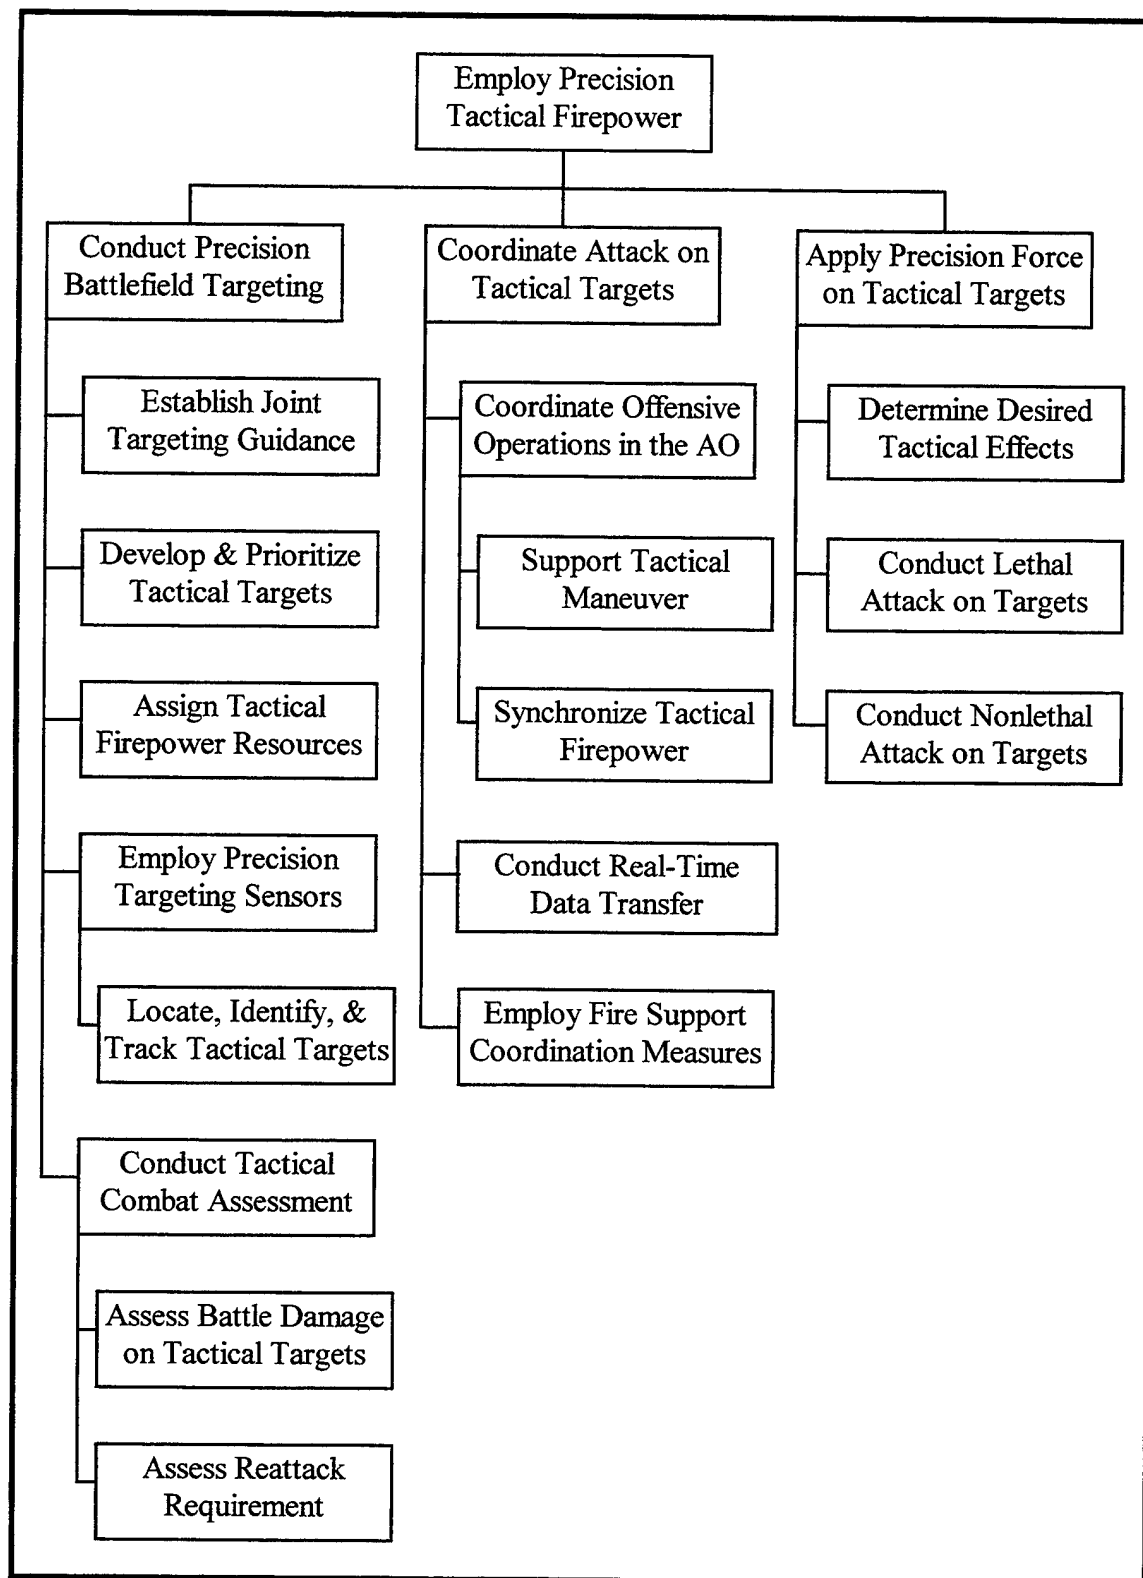 Employ Precision
Tactical Firepower
Conduct Precision
Battlefield Targeting
Establish Joint
Targeting Guidance
Develop & Prioritize
Tactical Targets
Assign Tactical
Firepower Resources
Employ Precision
Targeting Sensors
Locate, Identify, &
Track Tactical Targets
Conduct Tactical
Combat Assessment
Assess Battle Damage
on Tactical Targets
Assess Reattack
Requirement
Coordinate Attack on
Tactical Targets
Coordinate Offensive
Operations in the AO
Support Tactical
Maneuver
Synchronize Tactical
Firepower
Conduct Real-Time
Data Transfer
Employ Fire Support
Coordination Measures
Apply Precision Force
on Tactical Targets
Determine Desired
Tactical Effects
Conduct Lethal
Attack on Targets
Conduct Nonlethal
Attack on Targets